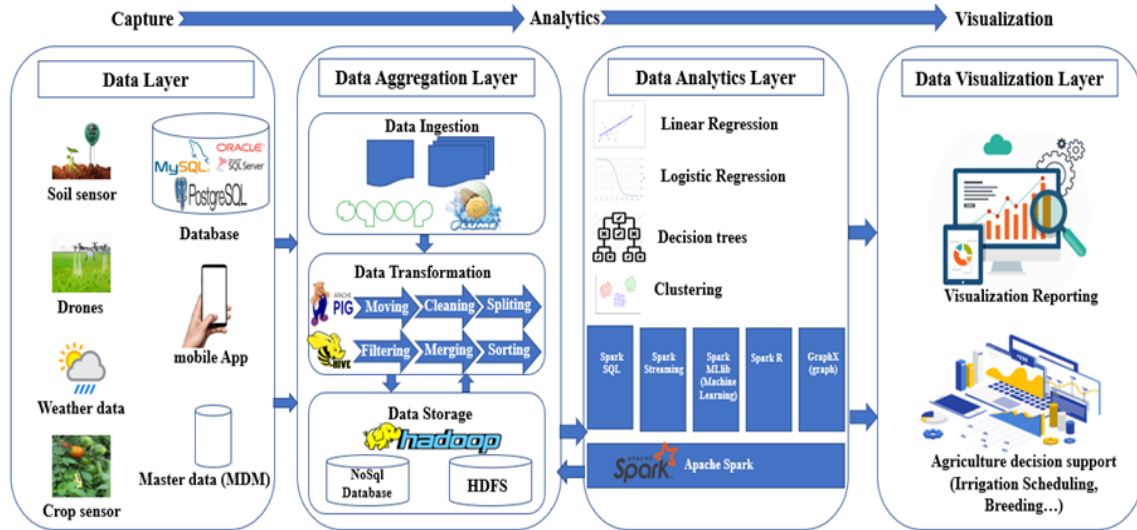 Capture
Analytics
Visualization
Data Layer
Soil sensor
Drones
Weather data
Crop sensor
MySQL
ORACLE
SQL Server
PostgreSQL
Database
mobile App
Master data (MDM)
Data Aggregation Layer
Data Ingestion
sqoop
flume
Data Transformation
APACHE
PIG
Moving
Cleaning
Spliting
HIVE
Filtering
Merging
Sorting
Data Storage
hadoop
NoSql
Database
HDFS
Data Analytics Layer
Linear Regression
Logistic Regression
Decision trees
Clustering
Spark
SQL
Spark
Streaming
Spark
MLlib
(Machine
Learning)
Spark R
GraphX
(graph)
APACHE
Spark
Apache Spark
Data Visualization Layer
Visualization Reporting
Agriculture decision support
(Irrigation Scheduling,
Breeding…)